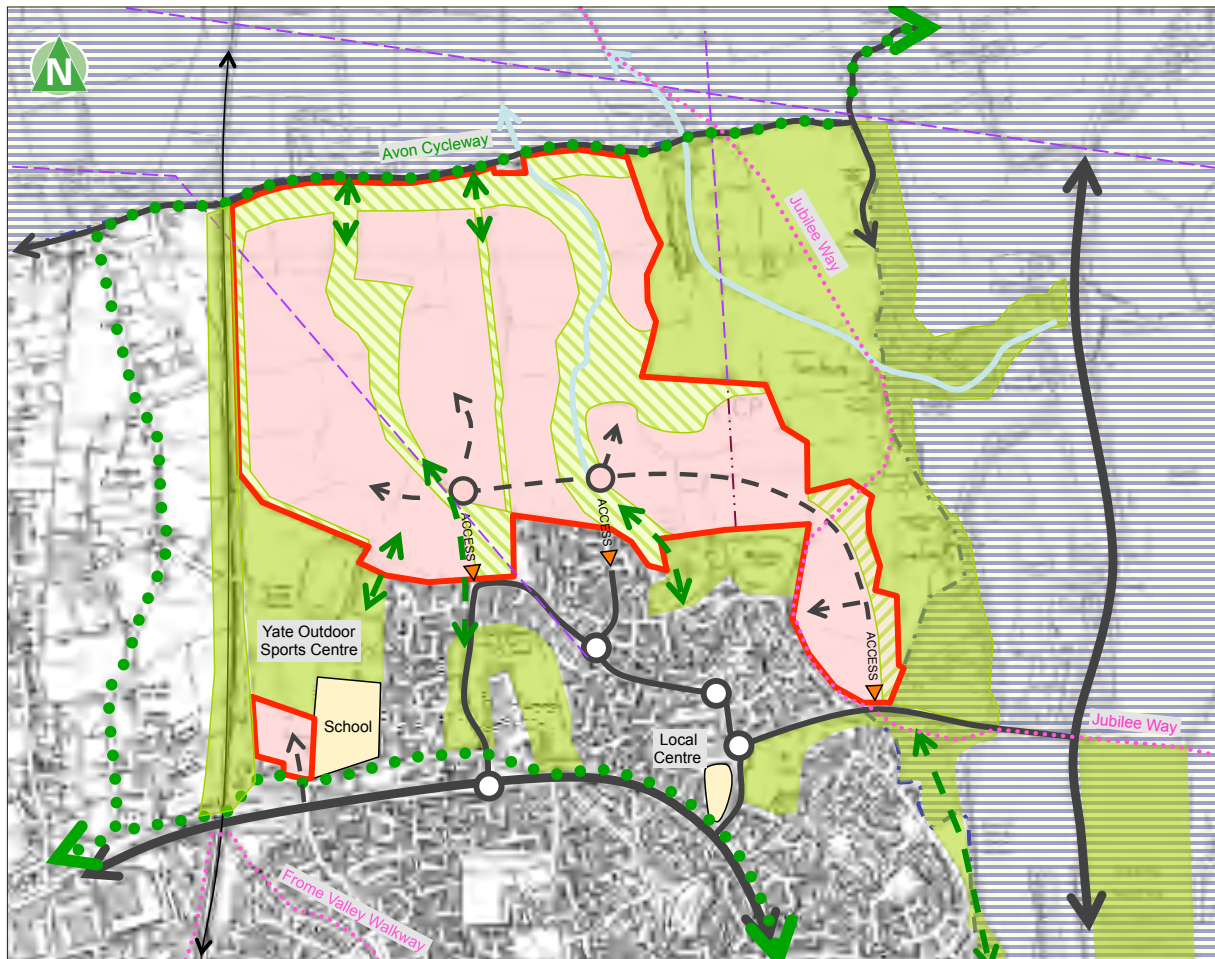 N
Avon Cycleway
Jubilee Way
ACCESS
ACCESS
ACCESS
Yate Outdoor
Sports Centre
School
Local
Centre
Jubilee Way
Frome Valley Walkway